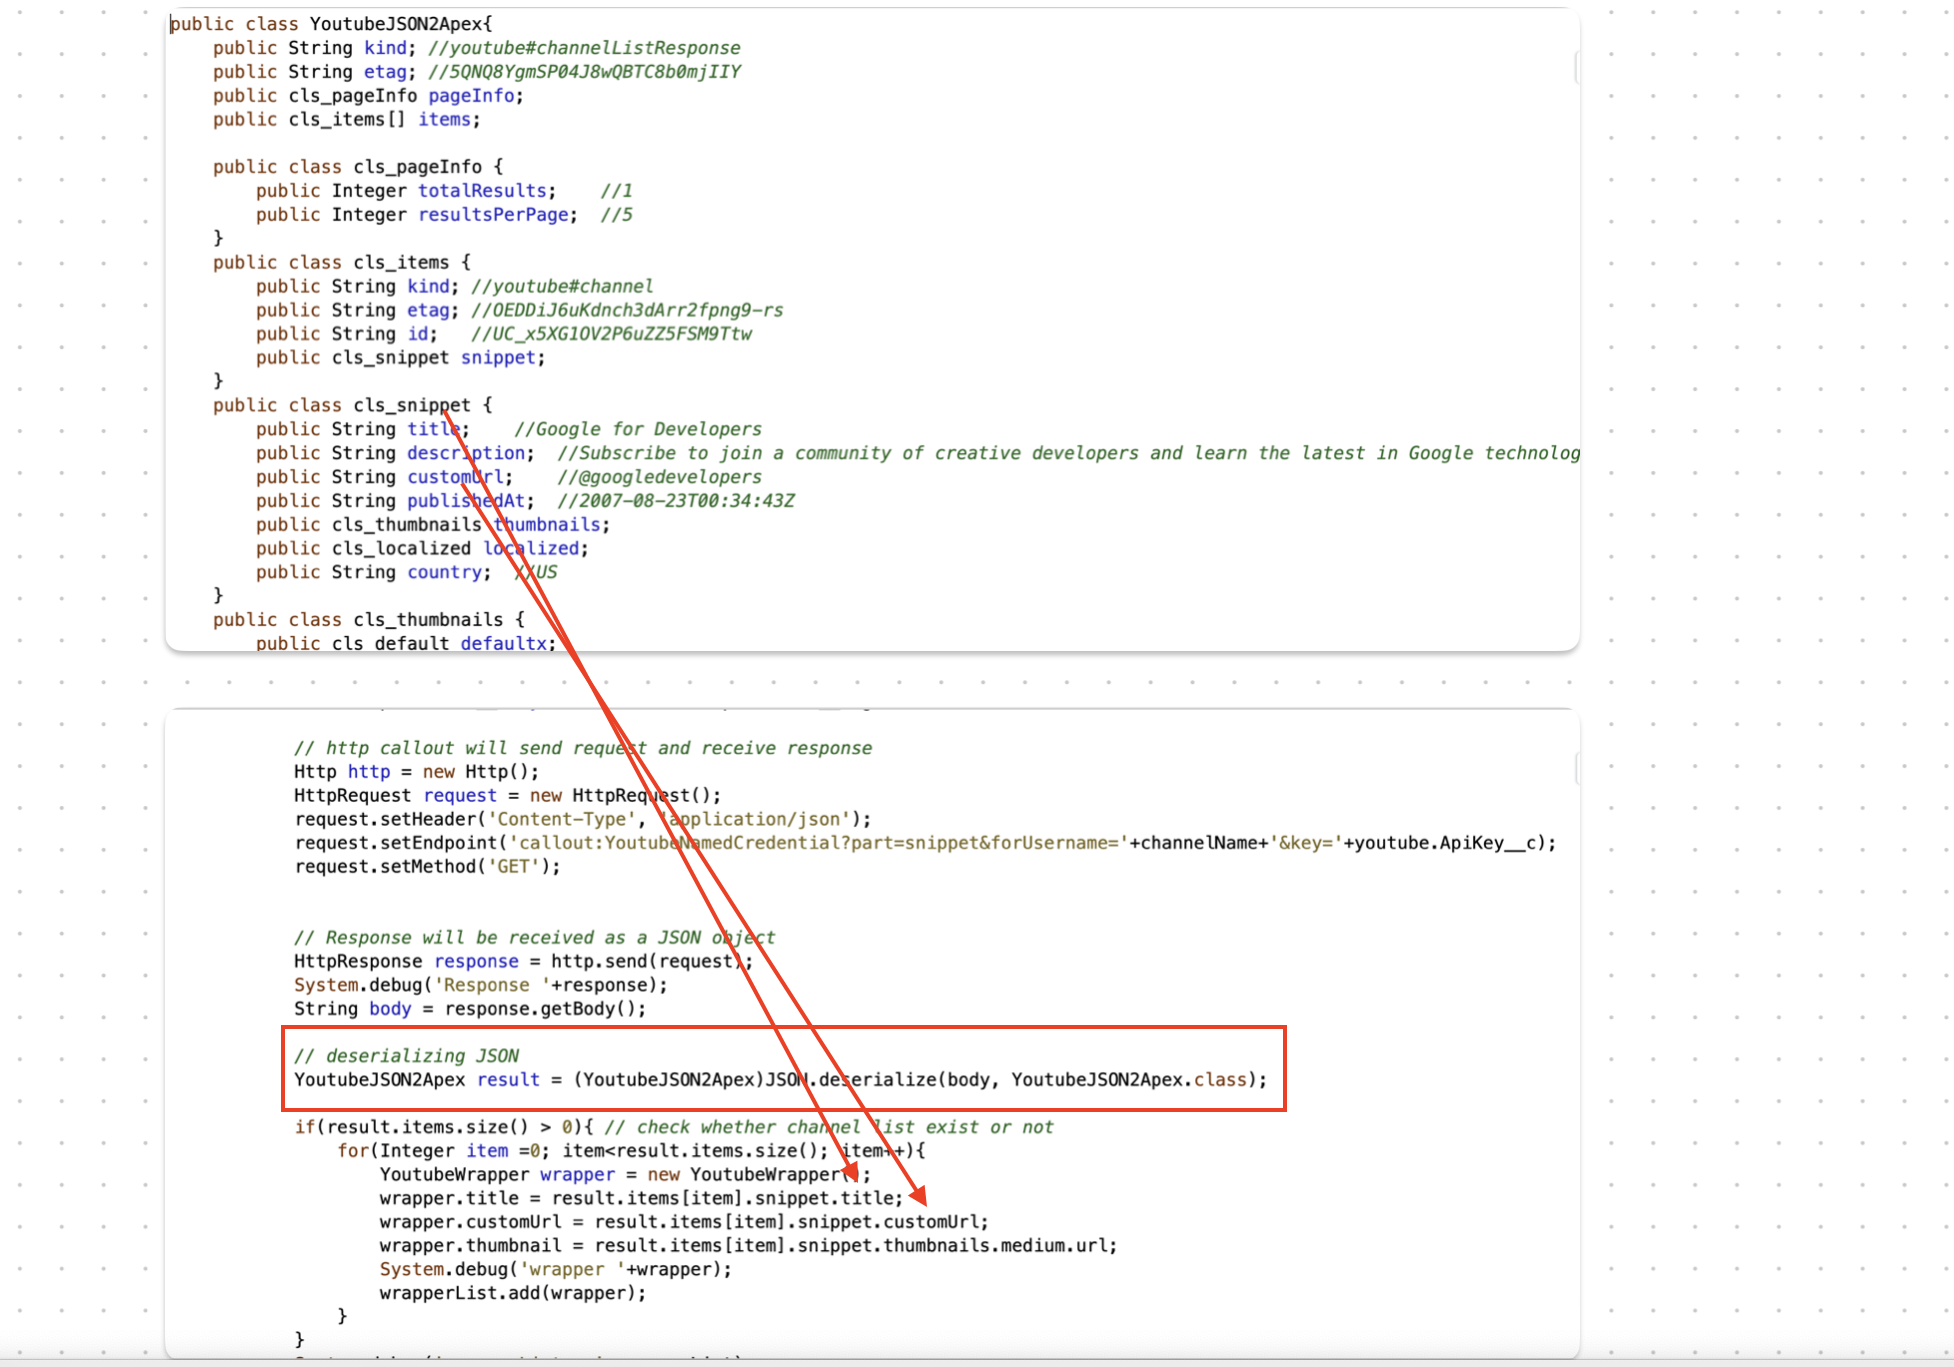 public class YoutubeJSON2Apex{
public String kind; //youtube#channelListResponse
public String etag; //5QNQ8YgmSP04J8wQBTC8b0mjIIY
public cls_pageInfo pageInfo;
public cls_items[] items;
public class cls_pageInfo {
public Integer totalResults; //1
public Integer resultsPerPage; //5
}
public class cls_items {
public String kind; //youtube#channel
public String etag; //OEDDiJ6uKdnch3dArr2fpng9-rs
public String id; //UC_x5XG1OV2P6uZZ5FSM9Ttw
public cls_snippet snippet;
}
public class cls_snippet {
public String title; //Google for Developers
public String description; //Subscribe to join a community of creative developers and learn the latest in Google technolog
public String customUrl; //@googledevelopers
public String publishedAt; //2007-08-23T00:34:43Z
public cls_thumbnails thumbnails;
public cls_localized localized;
public String country; //US
}
public class cls_thumbnails {
public cls_default defaultx;
// http callout will send request and receive response
Http http = new Http();
HttpRequest request = new HttpRequest();
request.setHeader('Content-Type', 'application/json');
request.setEndpoint('callout:YoutubeNamedCredential?part=snippet&forUsername='+channelName+'&key='+youtube.ApiKey__c);
request.setMethod('GET');
// Response will be received as a JSON object
HttpResponse response = http.send(request);
System.debug('Response '+response);
String body = response.getBody();
// deserializing JSON
YoutubeJSON2Apex result = (YoutubeJSON2Apex)JSON.deserialize(body, YoutubeJSON2Apex.class);
if(result.items.size() > 0){ // check whether channel list exist or not
for(Integer item =0; item<result.items.size(); item++){
YoutubeWrapper wrapper = new YoutubeWrapper();
wrapper.title = result.items[item].snippet.title;
wrapper.customUrl = result.items[item].snippet.customUrl;
wrapper.thumbnail = result.items[item].snippet.thumbnails.medium.url;
System.debug('wrapper '+wrapper);
wrapperList.add(wrapper);
}
}